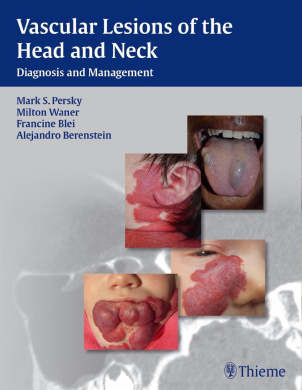 Vascular Lesions of the
Head and Neck
Diagnosis and Management
Mark S. Persky
Milton Waner
Francine Blei
Alejandro Berenstein
Thieme